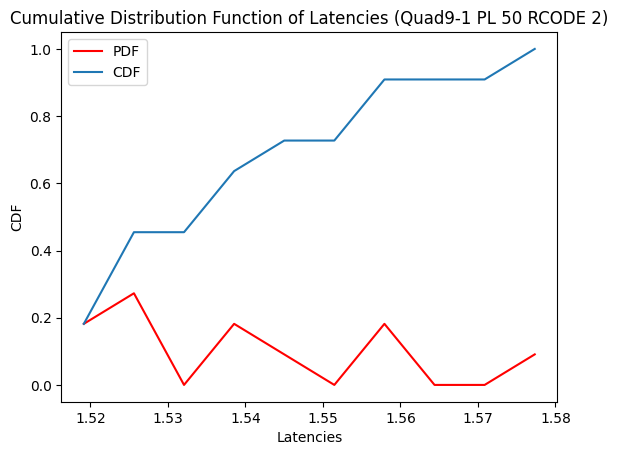 Cumulative Distribution Function of Latencies (Quad9-1 PL 50 RCODE 2)
PDF
CDF
1.0
0.8
0.6
0.4
0.2
0.0
CDF
1.52 1.53 1.54 1.55 1.56 1.57 1.58
Latencies